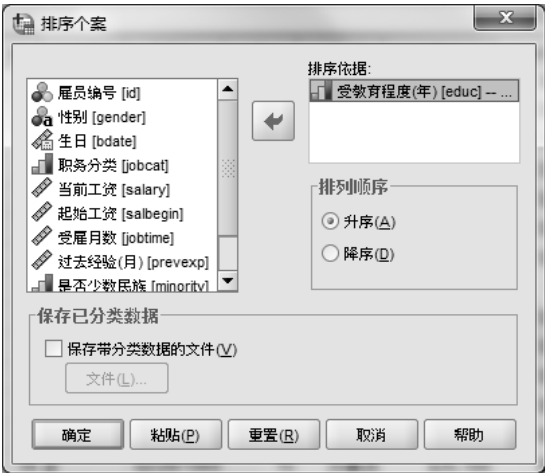 排序个案
雇员编号 [id]
性别 [gender]
生日 [bdate]
职务分类 [jobcat]
当前工资 [salary]
起始工资 [salbegin]
受雇月数 [jobtime]
过去经验(月) [prevexp]
是否少数民族 [minority]
排序依据:
受教育程度(年) [educ] -- ...
排列顺序
升序(A)
降序(D)
保存已分类数据
保存带分类数据的文件(V)
文件(L)...
确定
粘贴(P)
重置(R)
取消
帮助